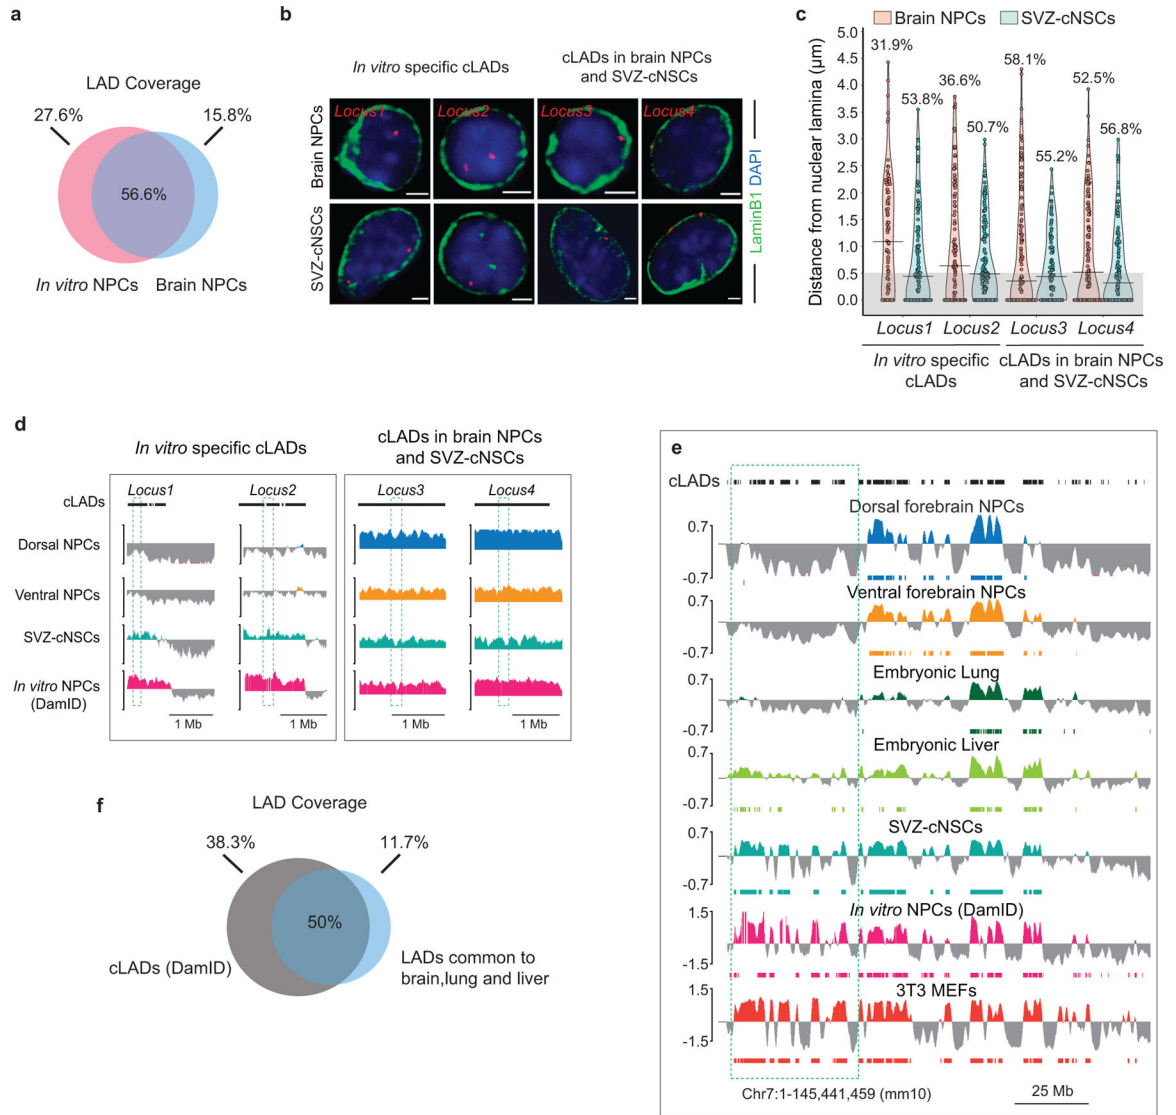 a
LAD Coverage
27.6%
15.8%
56.6%
In vitro NPCs
Brain NPCs
b
In vitro specific cLADs
cLADs in brain NPCs
and SVZ-cNSCs
Locus1
Locus2
Locus3
Locus4
Brain NPCs
SVZ-cNSCs
LaminB1 DAPI
c
Brain NPCs
SVZ-cNSCs
Distance from nuclear lamina (μm)
5.0
4.5
4.0
3.5
3.0
2.5
2.0
1.5
1.0
0.5
0.0
31.9%
53.8%
36.6%
50.7%
58.1%
55.2%
52.5%
56.8%
Locus1
Locus2
Locus3
Locus4
In vitro specific
cLADs
cLADs in brain NPCs
and SVZ-cNSCs
d
In vitro specific cLADs
cLADs in brain NPCs
and SVZ-cNSCs
Locus1
Locus2
Locus3
Locus4
cLADs
Dorsal NPCs
Ventral NPCs
SVZ-cNSCs
In vitro NPCs
(DamID)
1 Mb
1 Mb
1 Mb
1 Mb
e
cLADs
Dorsal forebrain NPCs
0.7
-0.7
Ventral forebrain NPCs
0.7
-0.7
Embryonic Lung
0.7
-0.7
Embryonic Liver
0.7
-0.7
SVZ-cNSCs
0.7
-0.7
In vitro NPCs (DamID)
1.5
-1.5
3T3 MEFs
1.5
-1.5
Chr7:1-145,441,459 (mm10)
25 Mb
f
LAD Coverage
38.3%
11.7%
50%
cLADs (DamID)
LADs common to
brain,lung and liver